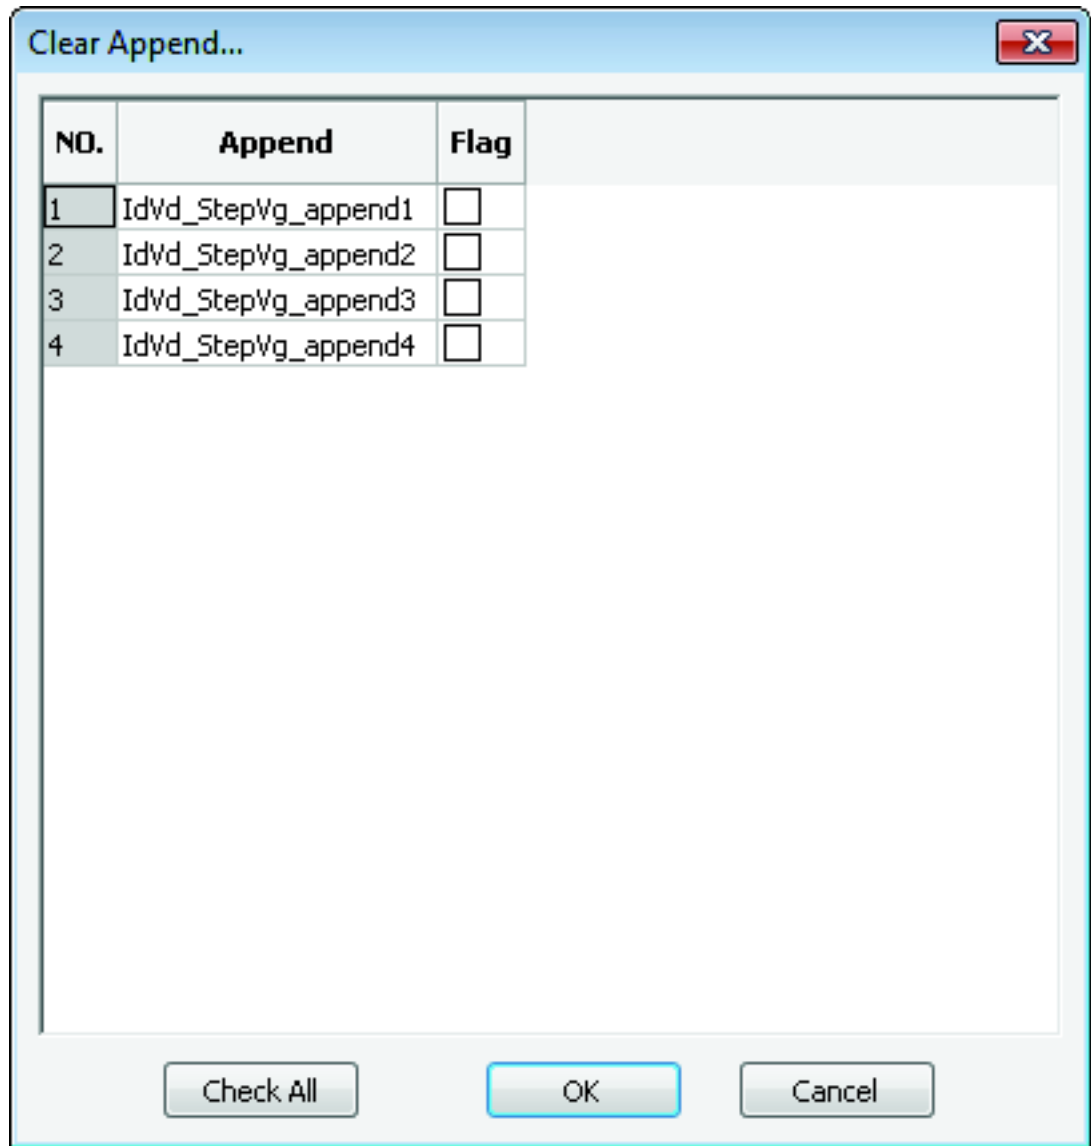 Clear Append...
NO. Append Flag
1 IdVd_StepVg_append1
2 IdVd_StepVg_append2
3 IdVd_StepVg_append3
4 IdVd_StepVg_append4
Check All OK Cancel